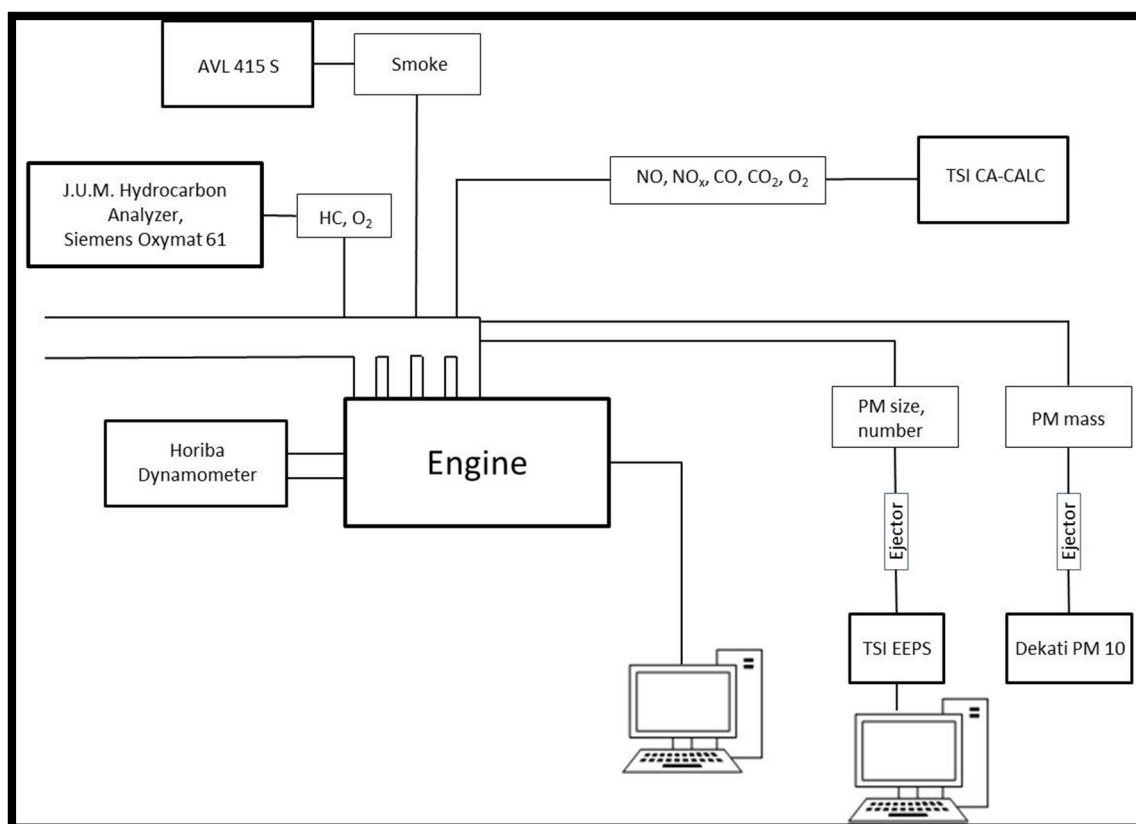 AVL 415 S
Smoke
J.U.M. Hydrocarbon
Analyzer,
Siemens Oxymat 61
HC, O₂
NO, NOₓ, CO, CO₂, O₂
TSI CA-CALC
Horiba
Dynamometer
Engine
PM size,
number
PM mass
Ejector
Ejector
TSI EEPS
Dekati PM 10